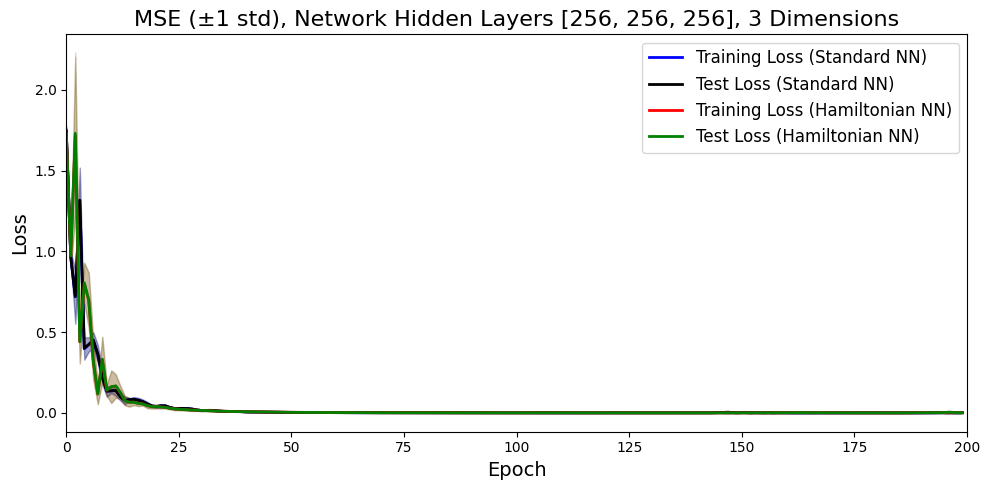 MSE (±1 std), Network Hidden Layers [256, 256, 256], 3 Dimensions
Training Loss (Standard NN)
Test Loss (Standard NN)
Training Loss (Hamiltonian NN)
Test Loss (Hamiltonian NN)
Loss
2.0
1.5
1.0
0.5
0.0
0 25 50 75 100 125 150 175 200
Epoch